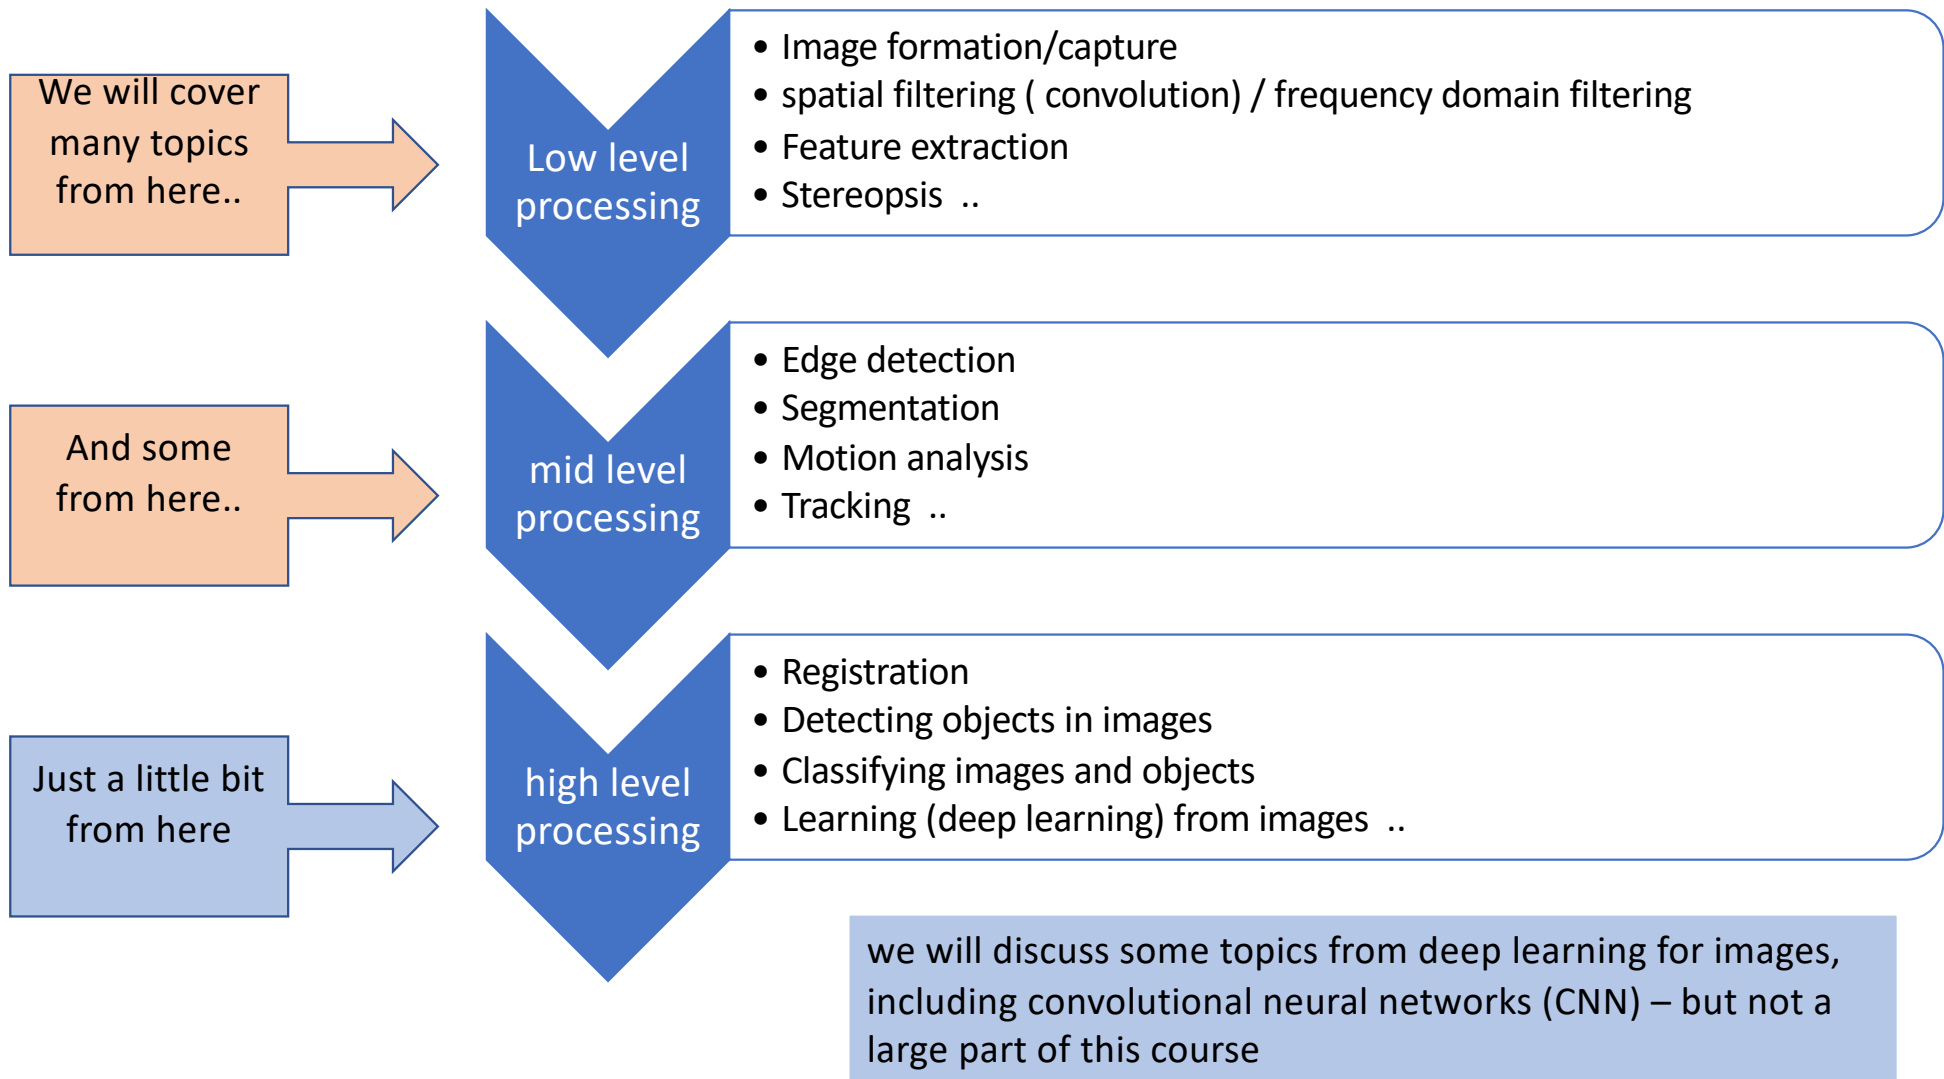 We will cover
many topics
from here..
Low level
processing
• Image formation/capture
• spatial filtering ( convolution) / frequency domain filtering
• Feature extraction
• Stereopsis ..
And some
from here..
mid level
processing
• Edge detection
• Segmentation
• Motion analysis
• Tracking ..
Just a little bit
from here
high level
processing
• Registration
• Detecting objects in images
• Classifying images and objects
• Learning (deep learning) from images ..
we will discuss some topics from deep learning for images,
including convolutional neural networks (CNN) – but not a
large part of this course